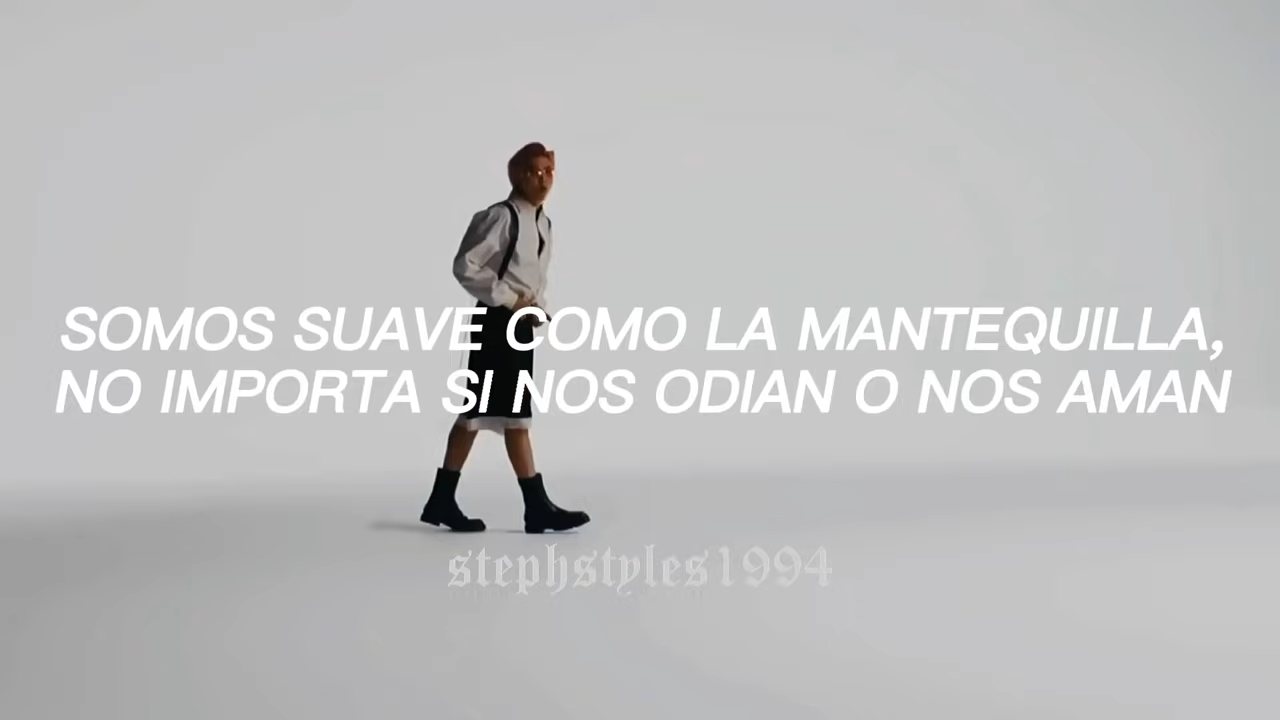 SOMOS SUAVE COMO LA MANTEQUILLA,
NO IMPORTA SI NOS ODIAN O NOS AMAN
stephstyles1994